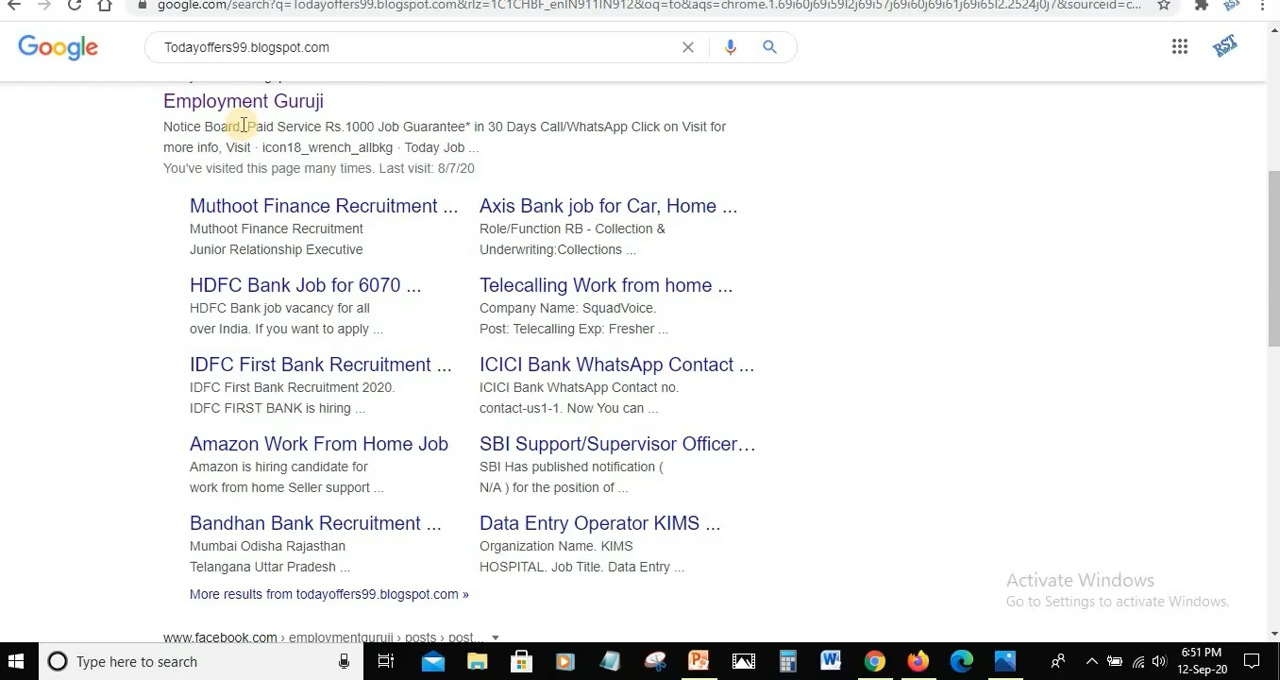 google.com/search?q=Todayoffers99.blogspot.com&rlz=1C1CHBF_enIN911IN912&oq=to&aqs=chrome.1.69i60j69i59l2j69i57j69i60j69i61j69i65l2.2524j0j7&sourceid=c...
Google
Todayoffers99.blogspot.com
RSI
Employment Guruji
Notice Board, Paid Service Rs.1000 Job Guarantee* in 30 Days Call/WhatsApp Click on Visit for
more info, Visit · icon18_wrench_allbkg · Today Job ...
You've visited this page many times. Last visit: 8/7/20
Muthoot Finance Recruitment ...
Muthoot Finance Recruitment
Junior Relationship Executive
Axis Bank job for Car, Home ...
Role/Function RB - Collection &
Underwriting:Collections ...
HDFC Bank Job for 6070 ...
HDFC Bank job vacancy for all
over India. If you want to apply ...
Telecalling Work from home ...
Company Name: SquadVoice.
Post: Telecalling Exp: Fresher ...
IDFC First Bank Recruitment ...
IDFC First Bank Recruitment 2020.
IDFC FIRST BANK is hiring ...
ICICI Bank WhatsApp Contact ...
ICICI Bank WhatsApp Contact no.
contact-us1-1. Now You can ...
Amazon Work From Home Job
Amazon is hiring candidate for
work from home Seller support ...
SBI Support/Supervisor Officer...
SBI Has published notification (
N/A ) for the position of ...
Bandhan Bank Recruitment ...
Mumbai Odisha Rajasthan
Telangana Uttar Pradesh ...
Data Entry Operator KIMS ...
Organization Name. KIMS
HOSPITAL. Job Title. Data Entry ...
More results from todayoffers99.blogspot.com »
www.facebook.com › employmentguruji › posts › post...
Activate Windows
Go to Settings to activate Windows.
Type here to search
6:51 PM
12-Sep-20